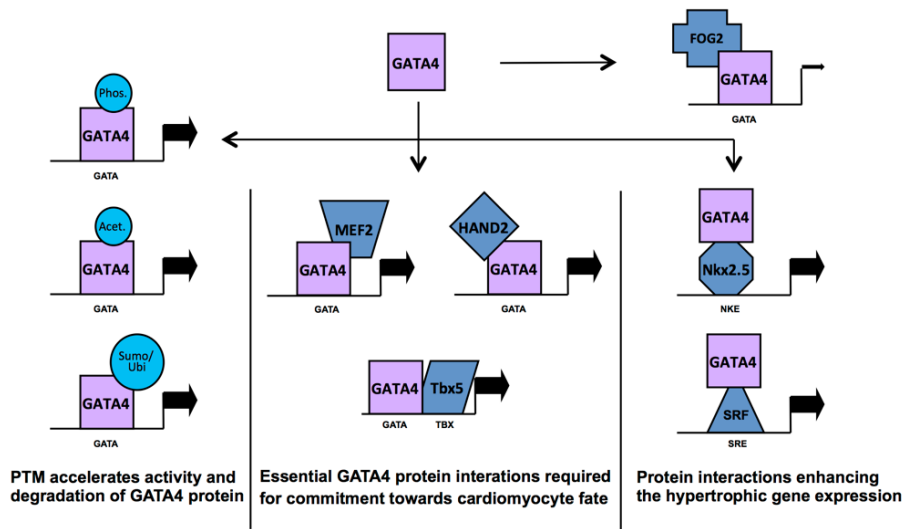 GATA4
FOG2
GATA4
GATA
Phos.
GATA4
GATA
Acet.
GATA4
GATA
Sumo/
Ubi
GATA4
GATA
PTM accelerates activity and
degradation of GATA4 protein
MEF2
GATA4
GATA
HAND2
GATA4
GATA
GATA4
Tbx5
GATA
TBX
Essential GATA4 protein interations required
for commitment towards cardiomyocyte fate
GATA4
Nkx2.5
NKE
GATA4
SRF
SRE
Protein interactions enhancing
the hypertrophic gene expression